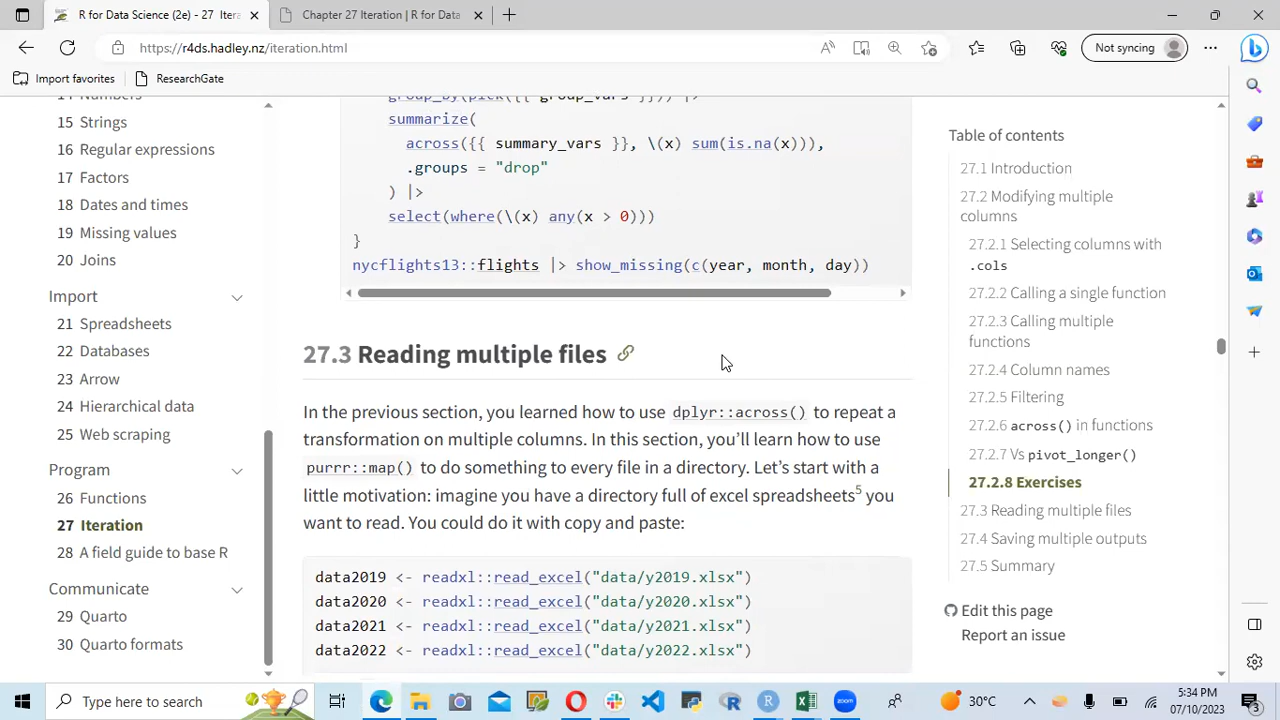 R for Data Science (2) - 27 Itera
Chapter 27 Iteration | R for Data
https://r4ds.hadley.nz/iteration.html
Not syncing
Import favorites
ResearchGate
14 Numbers
15 Strings
16 Regular expressions
17 Factors
18 Dates and times
19 Missing values
20 Joins
Import
21 Spreadsheets
22 Databases
23 Arrow
24 Hierarchical data
25 Web scraping
Program
26 Functions
27 Iteration
28 A field guide to base R
Communicate
29 Quarto
30 Quarto formats
group_by(pick({{ group_vars }})) |>
summarize(
across({{ summary_vars }}, \(x) sum(is.na(x))),
.groups = "drop"
) |>
select(where(\(x) any(x > 0)))
}
nycflights13::flights |> show_missing(c(year, month, day))
27.3 Reading multiple files
In the previous section, you learned how to use dplyr::across() to repeat a
transformation on multiple columns. In this section, you’ll learn how to use
purrr::map() to do something to every file in a directory. Let’s start with a
little motivation: imagine you have a directory full of excel spreadsheets5 you
want to read. You could do it with copy and paste:
data2019 <- readxl::read_excel("data/y2019.xlsx")
data2020 <- readxl::read_excel("data/y2020.xlsx")
data2021 <- readxl::read_excel("data/y2021.xlsx")
data2022 <- readxl::read_excel("data/y2022.xlsx")
Table of contents
27.1 Introduction
27.2 Modifying multiple
columns
27.2.1 Selecting columns with
.cols
27.2.2 Calling a single function
27.2.3 Calling multiple
functions
27.2.4 Column names
27.2.5 Filtering
27.2.6 across() in functions
27.2.7 Vs pivot_longer()
27.2.8 Exercises
27.3 Reading multiple files
27.4 Saving multiple outputs
27.5 Summary
Edit this page
Report an issue
Type here to search
30°C
5:34 PM
07/10/2023
3